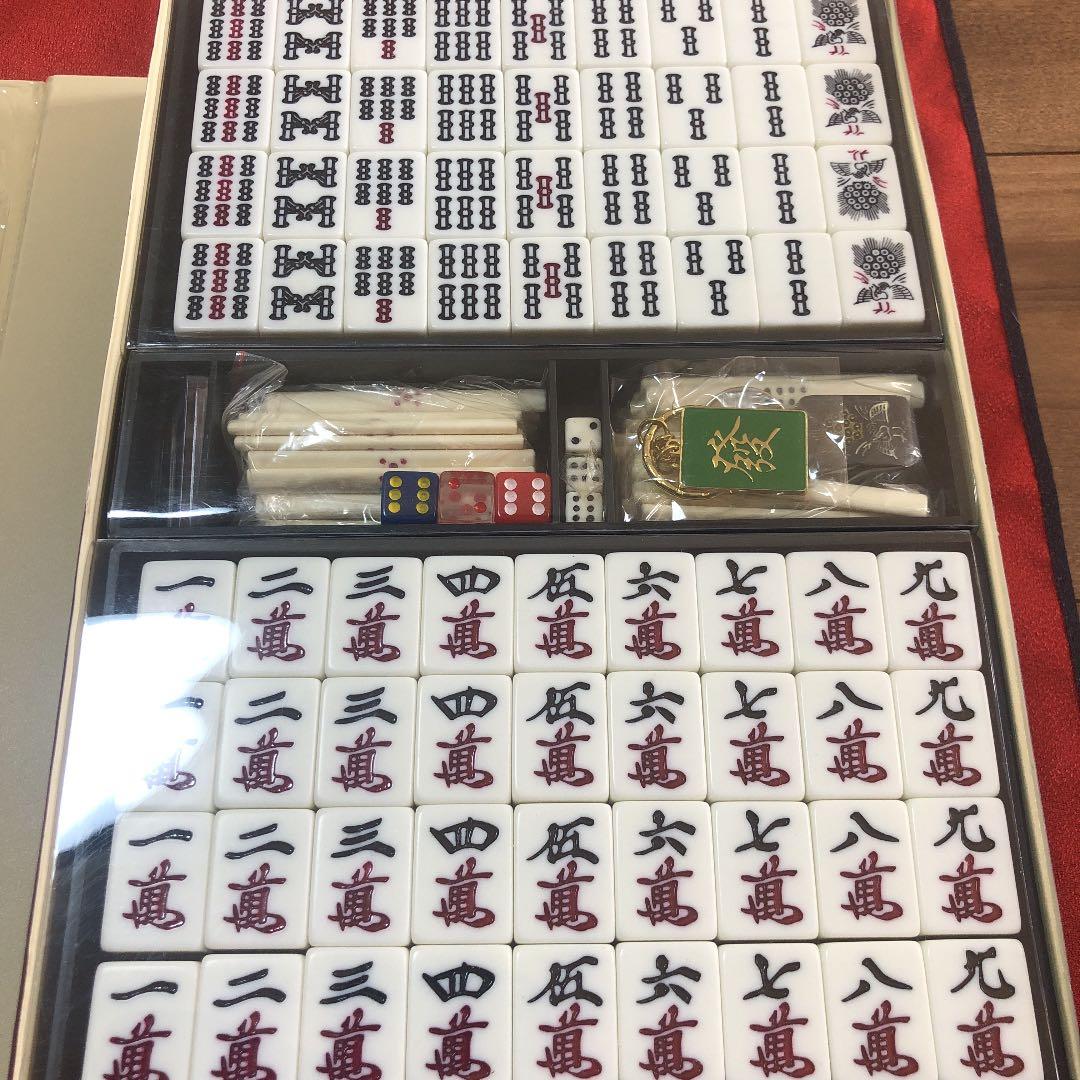 發
一 二 三 四 伍 六 七 八 九
萬 萬 萬 萬 萬 萬 萬 萬 萬
一 二 三 四 伍 六 七 八 九
萬 萬 萬 萬 萬 萬 萬 萬 萬
一 二 三 四 伍 六 七 八 九
萬 萬 萬 萬 萬 萬 萬 萬 萬
一 二 三 四 伍 六 七 八 九
萬 萬 萬 萬 萬 萬 萬 萬 萬